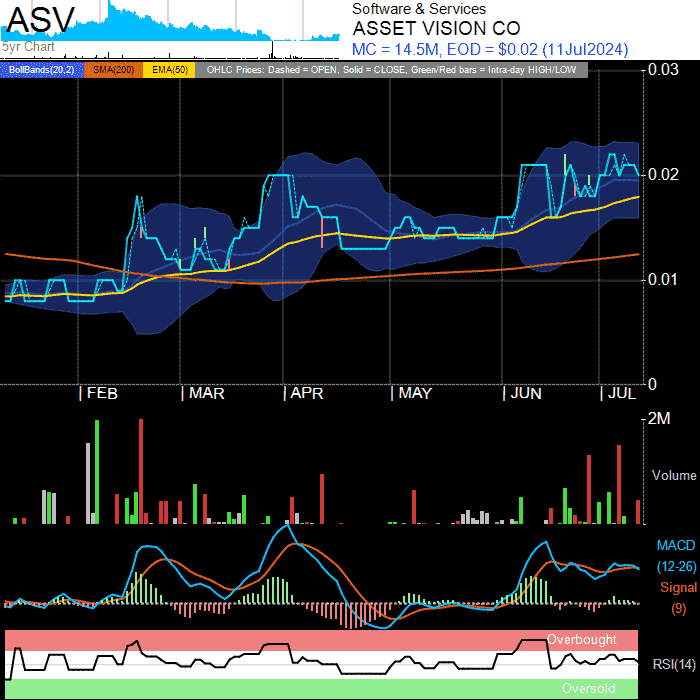 ASV
5yr Chart
Software & Services
ASSET VISION CO
MC = 14.5M, EOD = $0.02 (11Jul2024)
BollBands(20,2) SMA(200) EMA(50) OHLC Prices: Dashed = OPEN, Solid = CLOSE, Green/Red bars = Intra-day HIGH/LOW
0.03
0.02
0.01
0
FEB MAR APR MAY JUN JUL
2M
Volume
MACD
(12-26)
Signal
(9)
Overbought
RSI(14)
Oversold